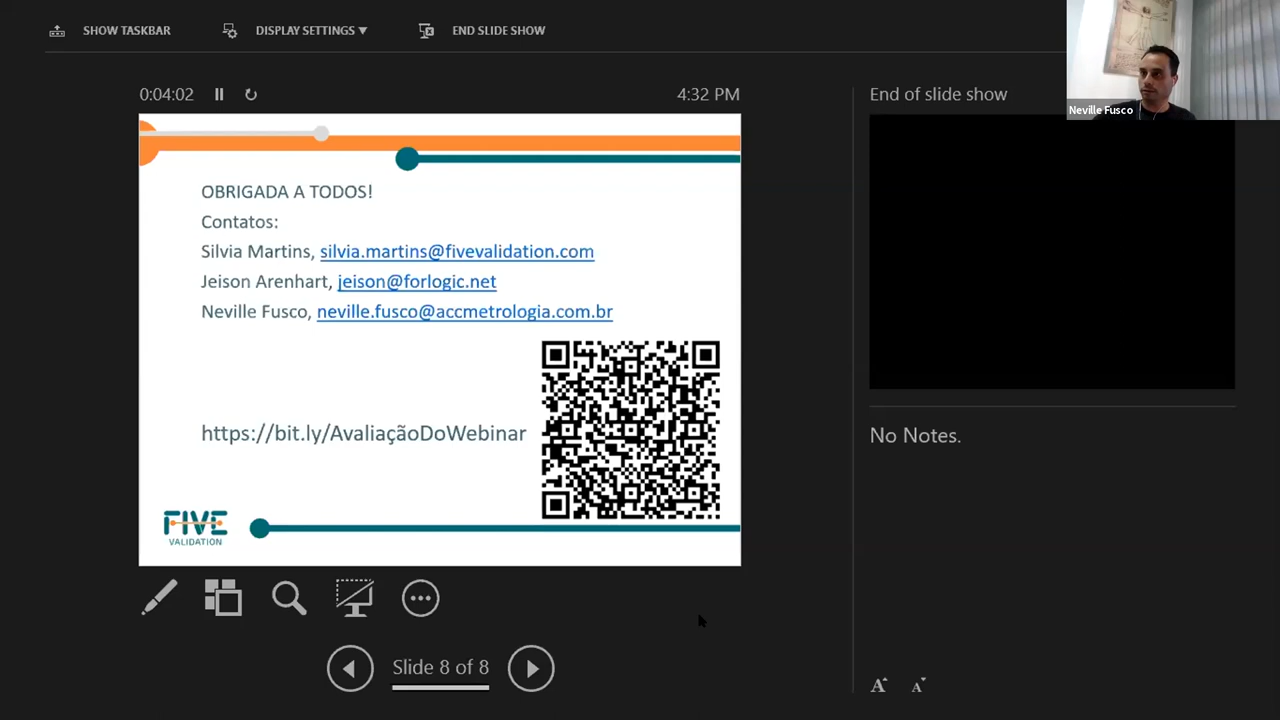 SHOW TASKBAR
DISPLAY SETTINGS ▼
END SLIDE SHOW
0:04:02
4:32 PM
End of slide show
Neville Fusco
OBRIGADA A TODOS!
Contatos:
Silvia Martins, silvia.martins@fivevalidation.com
Jeison Arenhart, jeison@forlogic.net
Neville Fusco, neville.fusco@accmetrologia.com.br
https://bit.ly/AvaliaçãoDoWebinar
FIVE
VALIDATION
No Notes.
Slide 8 of 8
A A